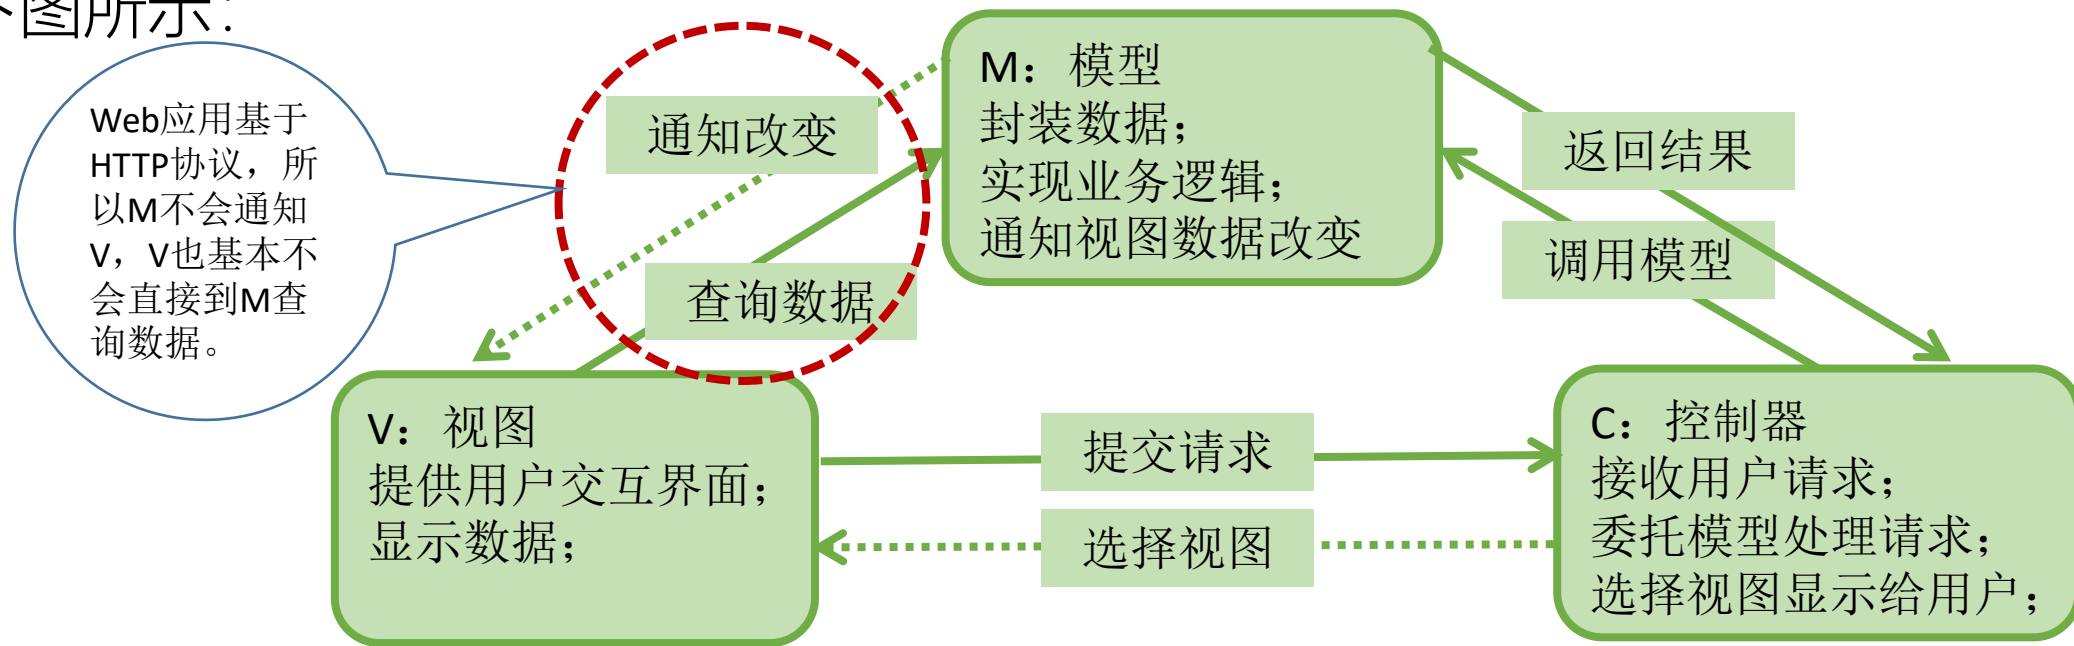 下图所示：
Web应用基于
HTTP协议，所
以M不会通知
V，V也基本不
会直接到M查
询数据。
通知改变
查询数据
M：模型
封装数据；
实现业务逻辑；
通知视图数据改变
返回结果
调用模型
V：视图
提供用户交互界面；
显示数据；
提交请求
选择视图
C：控制器
接收用户请求；
委托模型处理请求；
选择视图显示给用户；